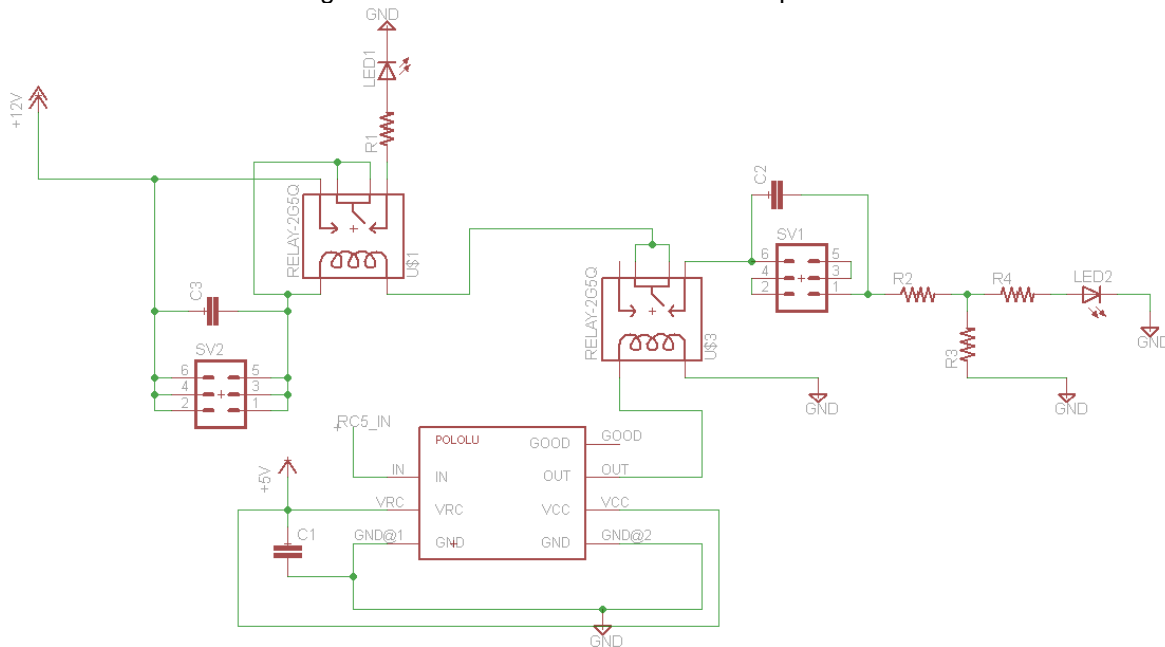 GND
LED1
+12V
R1
RELAY-2G5Q
U$1
C2
SV1
6 5
4 3
2 1
R2
R4
LED2
GND
R3
GND
RELAY-2G5Q
U$3
GND
C3
SV2
6 5
4 3
2 1
RC5_IN
POLOLU
GOOD GOOD
IN IN OUT OUT
+5V
VRC VRC VCC VCC
C1
GND@1 GND GND GND@2
GND